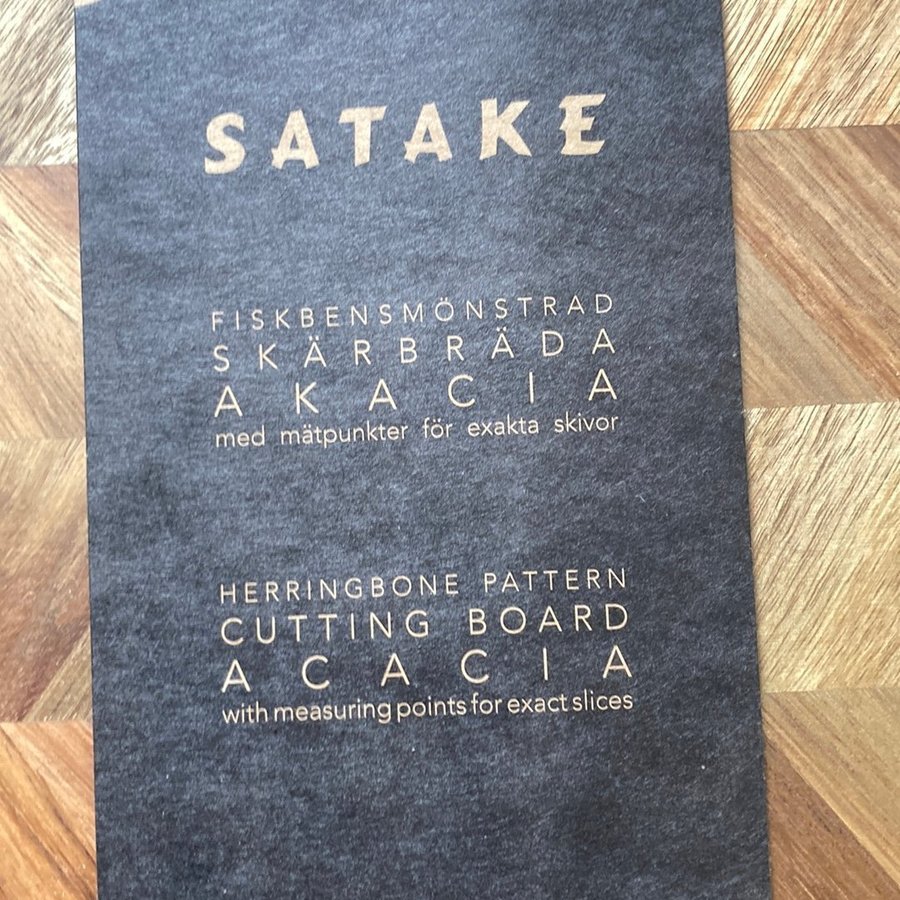 SATAKE
FISKBENSMÖNSTRAD
SKÄRBRÄDA
AKACIA
med mätpunkter för exakta skivor
HERRINGBONE PATTERN
CUTTING BOARD
ACACIA
with measuring points for exact slices